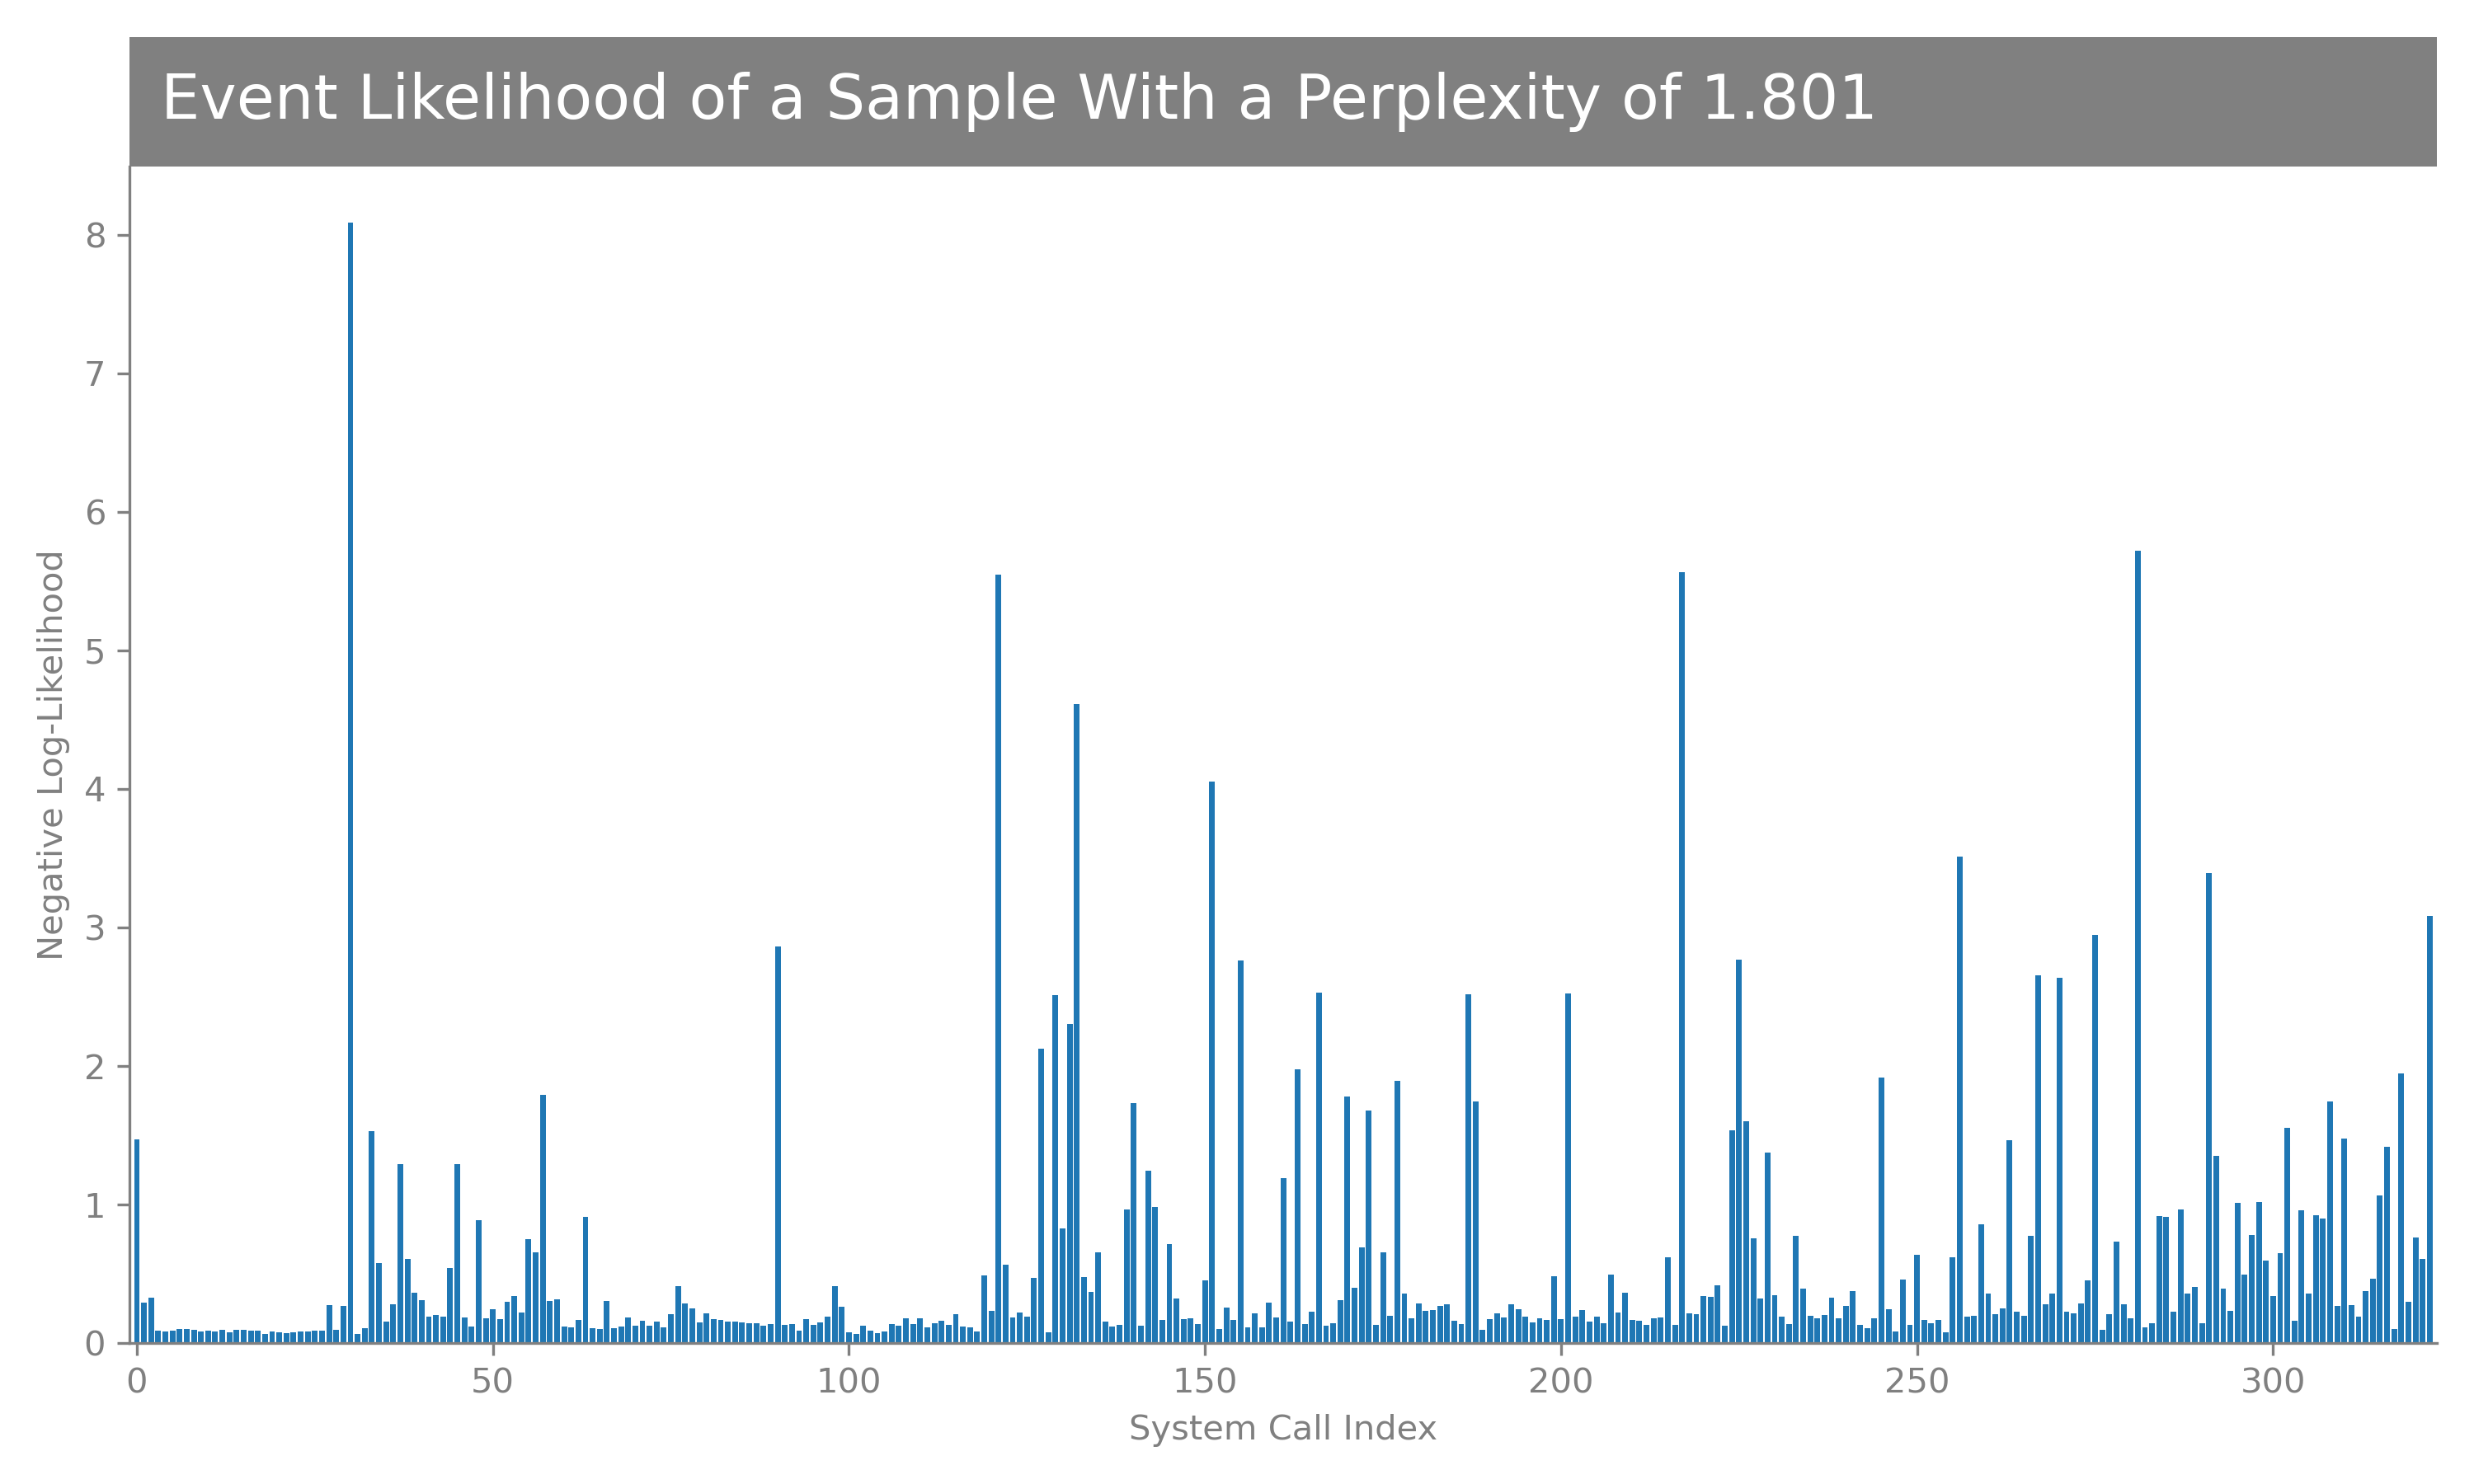 Event Likelihood of a Sample With a Perplexity of 1.801
8
7
6
5
4
3
2
1
0
Negative Log-Likelihood
0 50 100 150 200 250 300
System Call Index